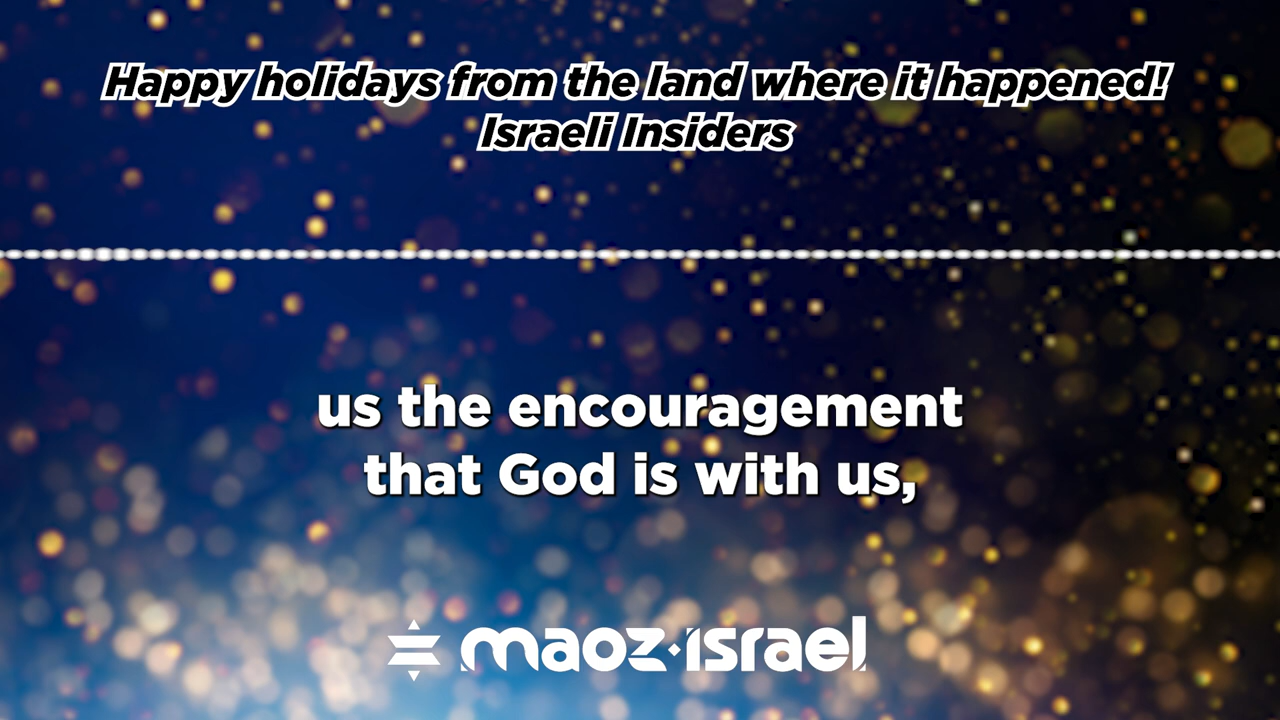 Happy holidays from the land where it happened!
Israeli Insiders
us the encouragement
that God is with us,
maoz·israel